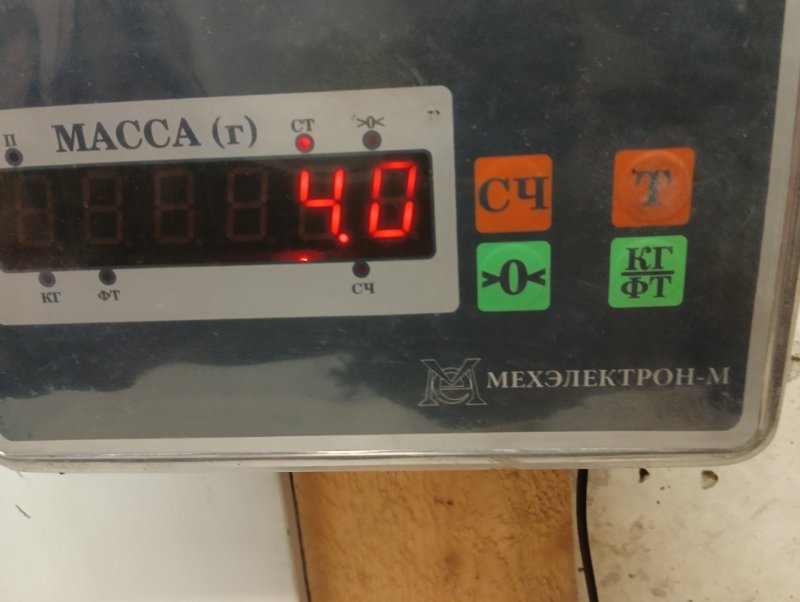 П МАССА (г) СТ >0<
4.0
КГ ФТ СЧ
СЧ Т
>0< КГ/ФТ
МЕХЭЛЕКТРОН-М